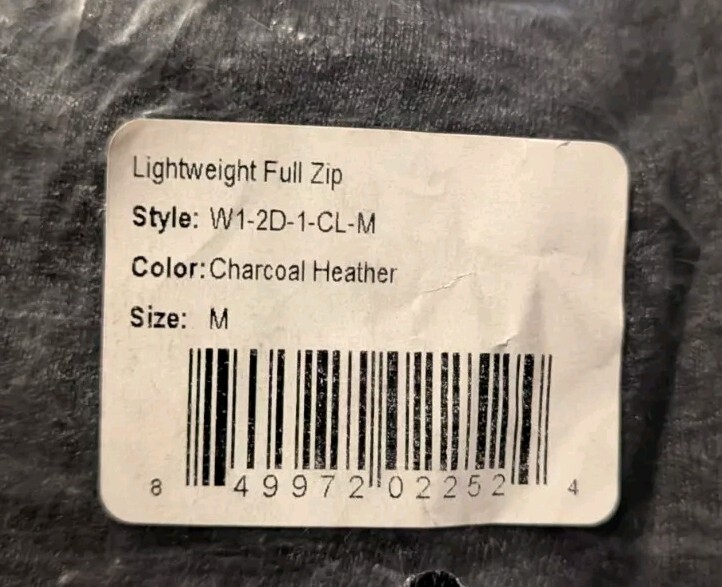 Lightweight Full Zip
Style: W1-2D-1-CL-M
Color: Charcoal Heather
Size: M
8 49972 02252 4